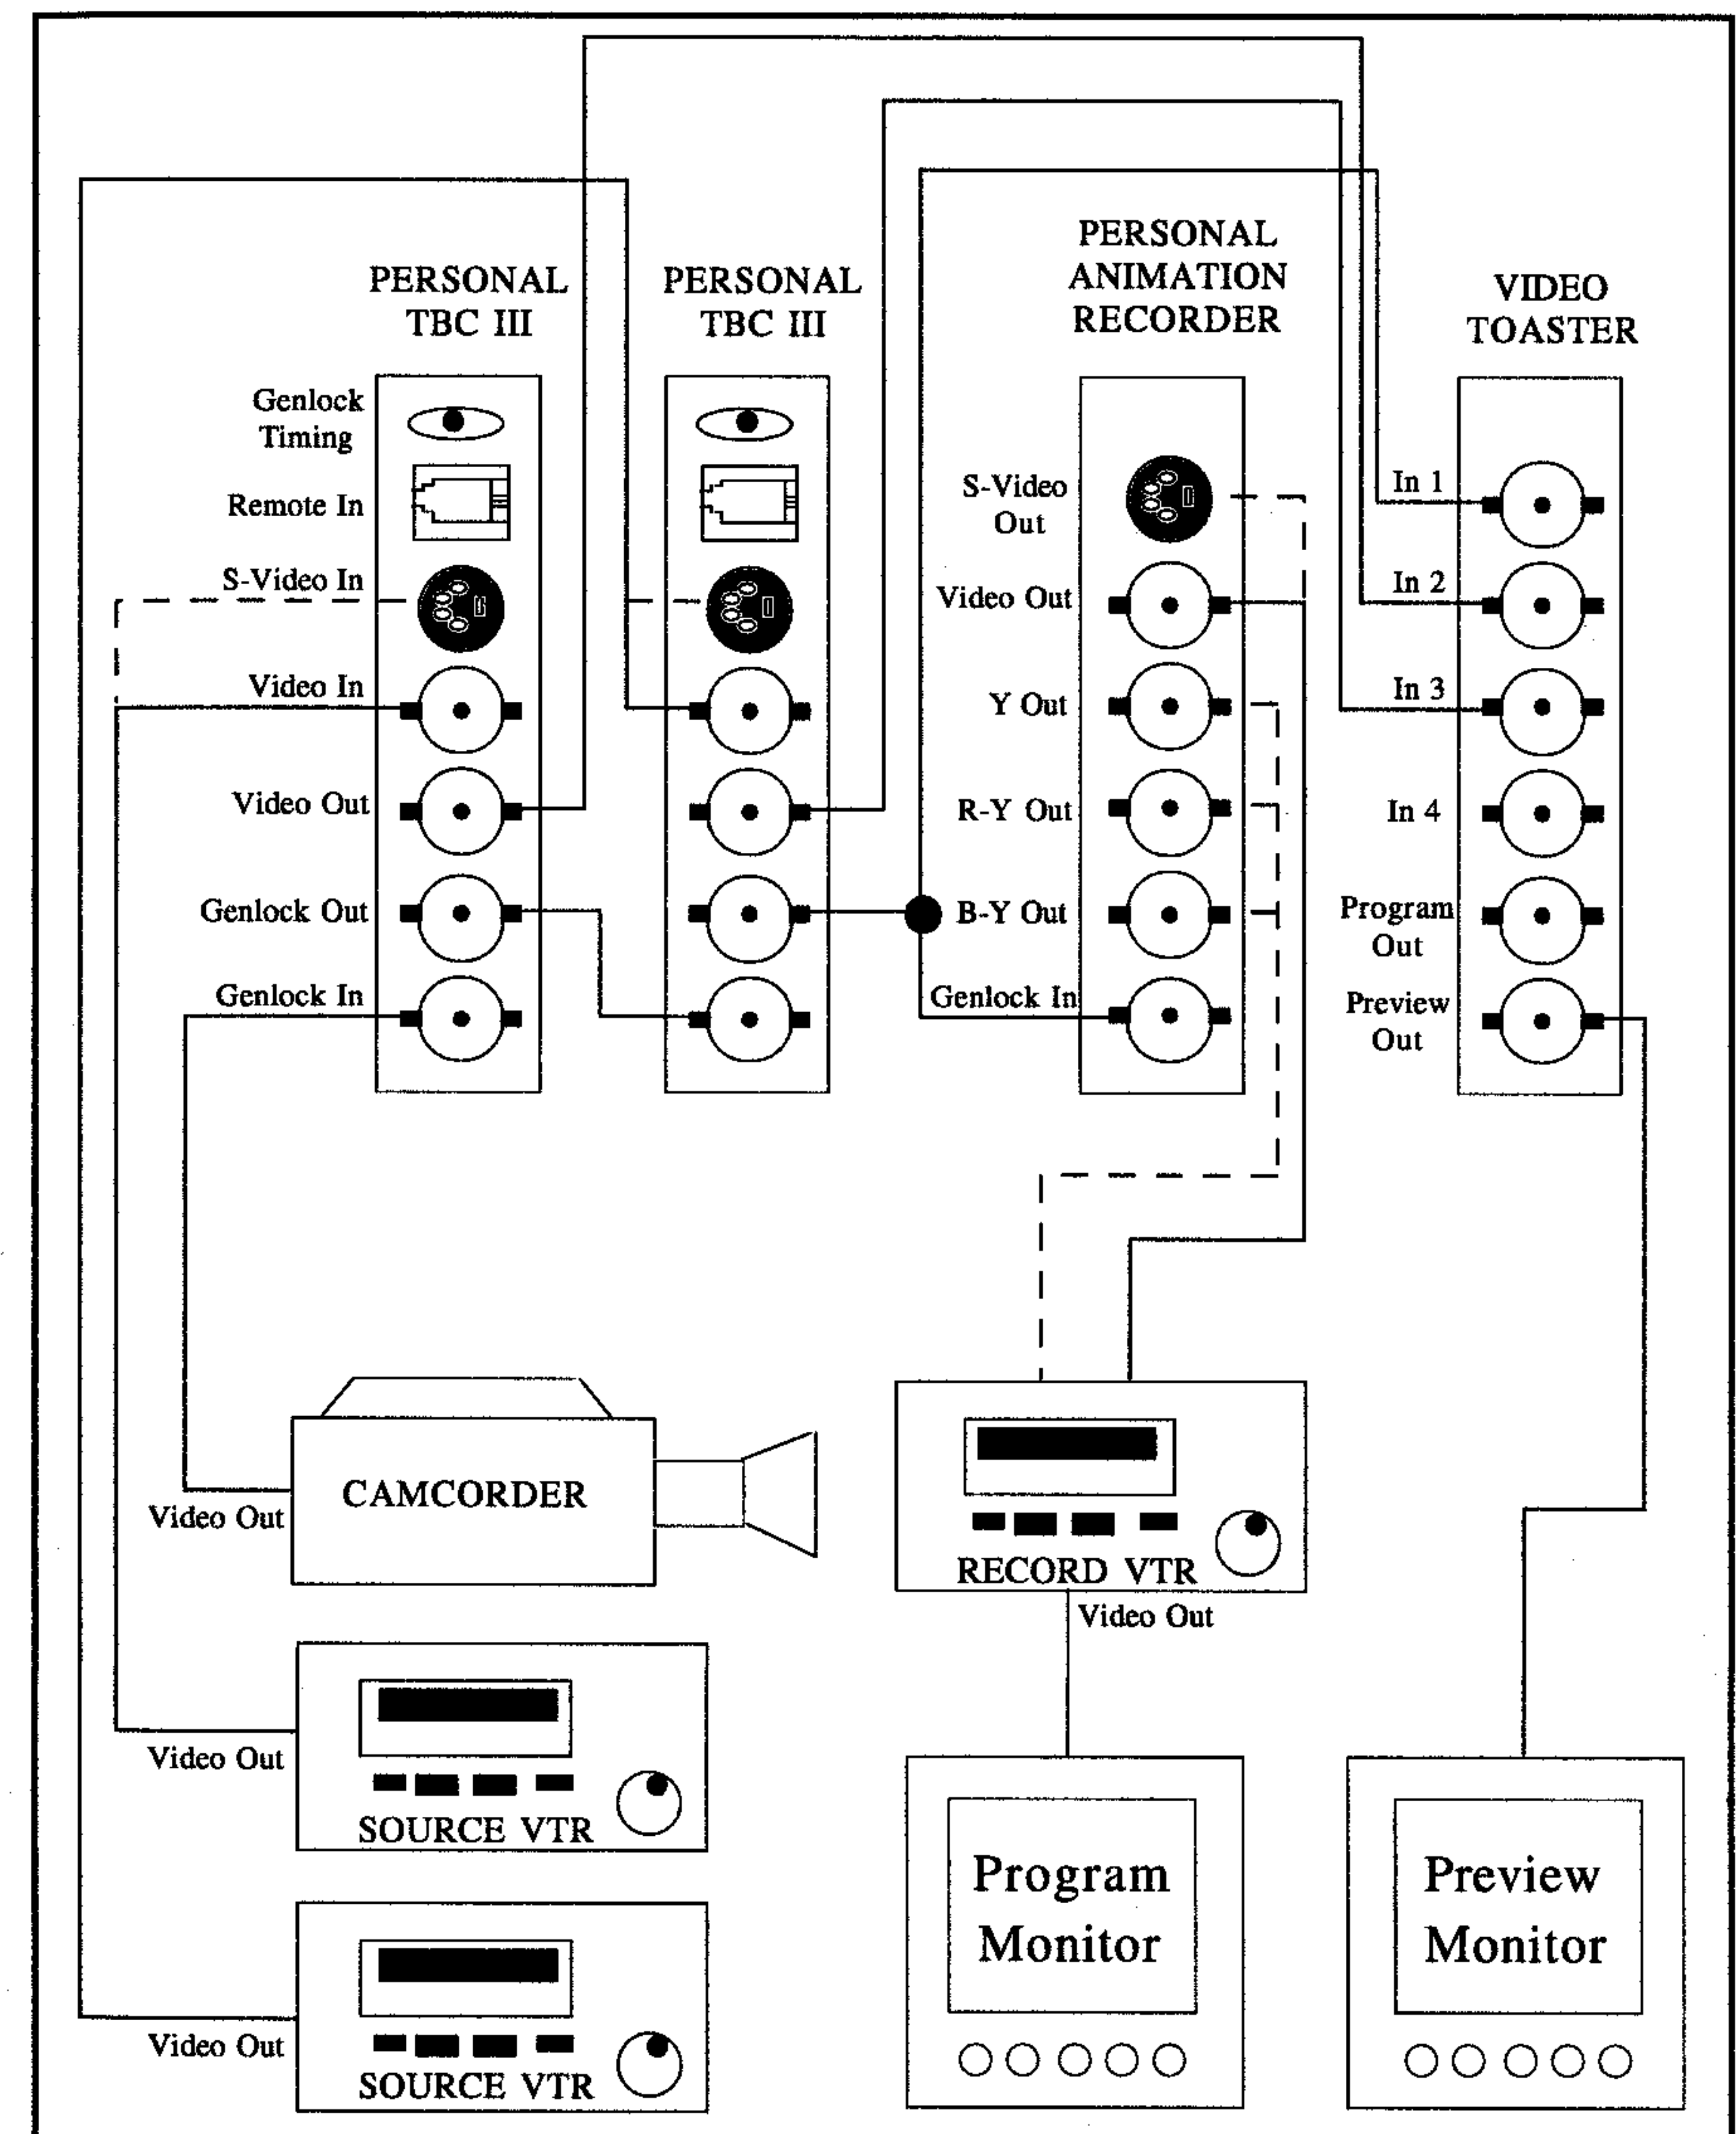 PERSONAL
TBC III
PERSONAL
TBC III
PERSONAL
ANIMATION
RECORDER
VIDEO
TOASTER
Genlock
Timing
Remote In
S-Video In
Video In
Video Out
Genlock Out
Genlock In
S-Video
Out
Video Out
Y Out
R-Y Out
B-Y Out
Genlock In
In 1
In 2
In 3
In 4
Program
Out
Preview
Out
CAMCORDER
Video Out
RECORD VTR
Video Out
Video Out
SOURCE VTR
Video Out
SOURCE VTR
Program
Monitor
Preview
Monitor